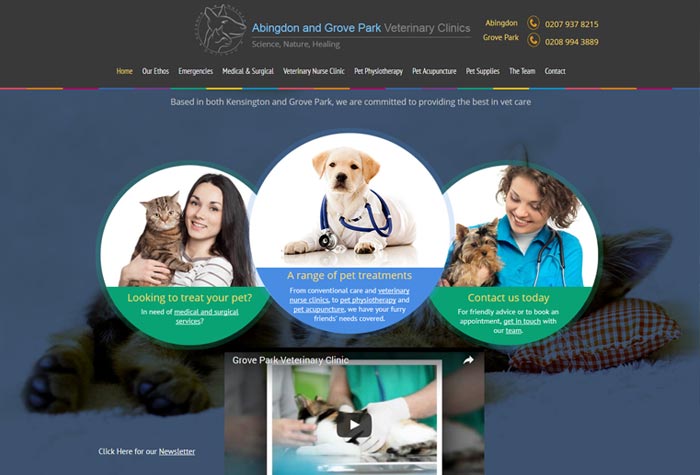 Abingdon and Grove Park Veterinary Clinics
Science, Nature, Healing
Abingdon 0207 937 8215
Grove Park 0208 994 3889
Home Our Ethos Emergencies Medical & Surgical Veterinary Nurse Clinic Pet Physiotherapy Pet Acupuncture Pet Supplies The Team Contact
Based in both Kensington and Grove Park, we are committed to providing the best in vet care
Looking to treat your pet?
In need of medical and surgical
services?
A range of pet treatments
From conventional care and veterinary
nurse clinics, to pet physiotherapy and
pet acupuncture, we have your furry
friends' needs covered.
Contact us today
For friendly advice or to book an
appointment, get in touch with
our team.
Grove Park Veterinary Clinic
Click Here for our Newsletter